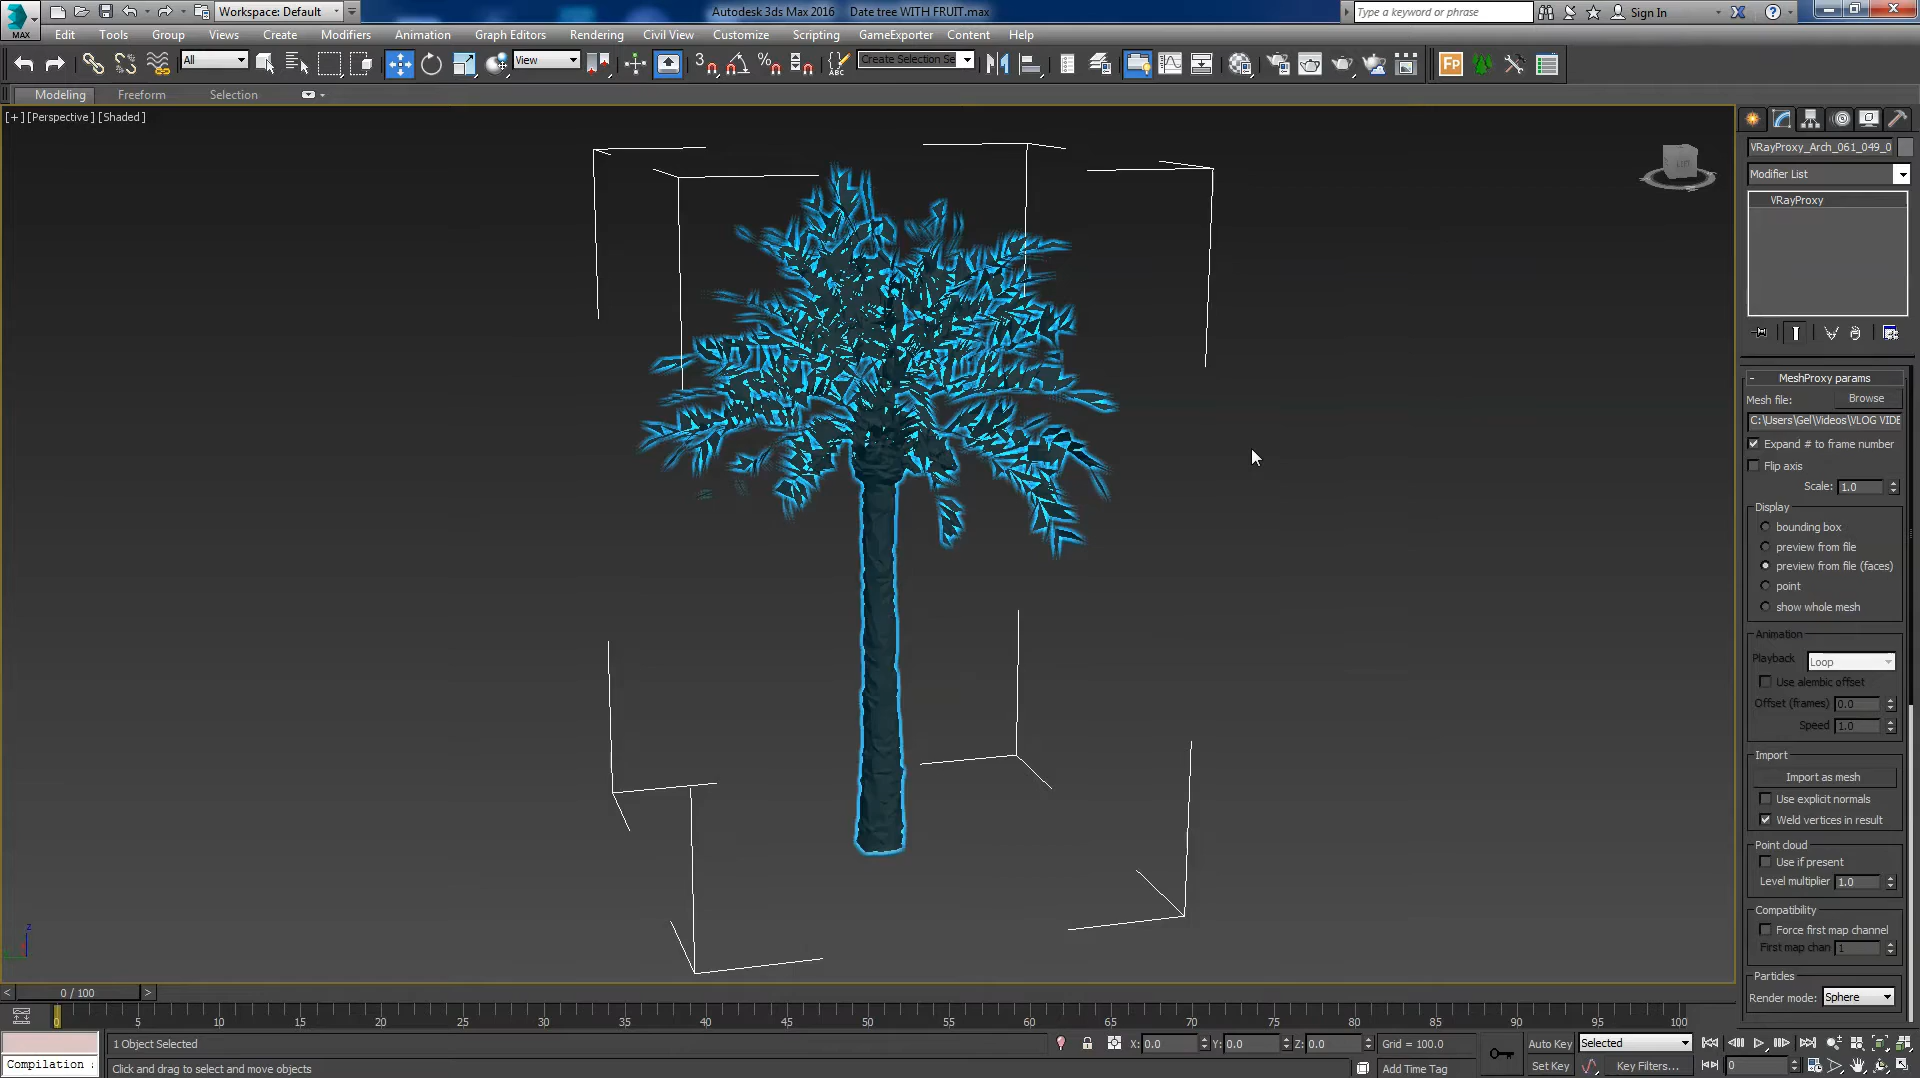 MAX
Workspace: Default
Autodesk 3ds Max 2016    Date tree WITH FRUIT.max
Type a keyword or phrase
Sign In
Edit  Tools  Group  Views  Create  Modifiers  Animation  Graph Editors  Rendering  Civil View  Customize  Scripting  GameExporter  Content  Help
All
View
3
ABC
Create Selection Se
Fp
Modeling  Freeform  Selection
[+] [Perspective] [Shaded]
VRayProxy_Arch_061_049_0
Modifier List
VRayProxy
- MeshProxy params
Mesh file: Browse
C:\Users\Gel\Videos\VLOG VIDE
Expand # to frame number
Flip axis
Scale: 1.0
Display
bounding box
preview from file
preview from file (faces)
point
show whole mesh
Animation
Playback Loop
Use alembic offset
Offset (frames) 0.0
Speed 1.0
Import
Import as mesh
Use explicit normals
Weld vertices in result
Point cloud
Use if present
Level multiplier 1.0
Compatibility
Force first map channel
First map chan 1
Particles
Render mode: Sphere
z
< 0 / 100 >
0 5 10 15 20 25 30 35 40 45 50 55 60 65 70 75 80 85 90 95 100
1 Object Selected
X: 0.0 Y: 0.0 Z: 0.0 Grid = 100.0
Auto Key Selected
Compilation
Click and drag to select and move objects
Add Time Tag
Set Key Key Filters... 0